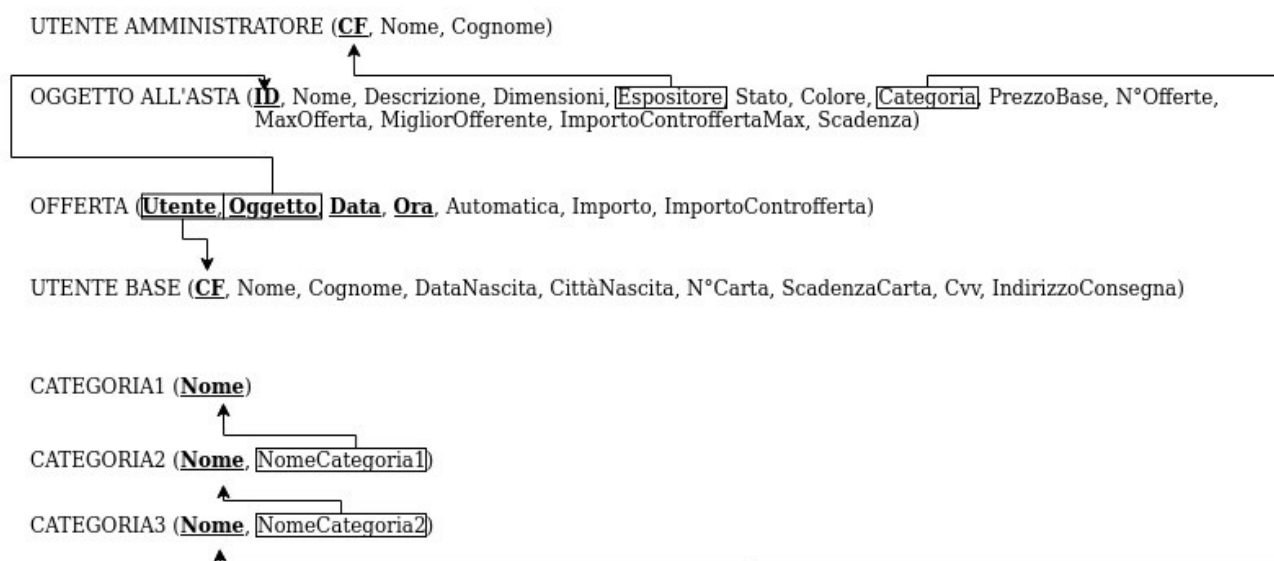 UTENTE AMMINISTRATORE (CF, Nome, Cognome)
OGGETTO ALL'ASTA (ID, Nome, Descrizione, Dimensioni, Espositore, Stato, Colore, Categoria, PrezzoBase, N°Offerte,
MaxOfferta, MigliorOfferente, ImportoControffertaMax, Scadenza)
OFFERTA (Utente, Oggetto, Data, Ora, Automatica, Importo, ImportoControfferta)
UTENTE BASE (CF, Nome, Cognome, DataNascita, CittàNascita, N°Carta, ScadenzaCarta, Cvv, IndirizzoConsegna)
CATEGORIA1 (Nome)
CATEGORIA2 (Nome, NomeCategoria1)
CATEGORIA3 (Nome, NomeCategoria2)